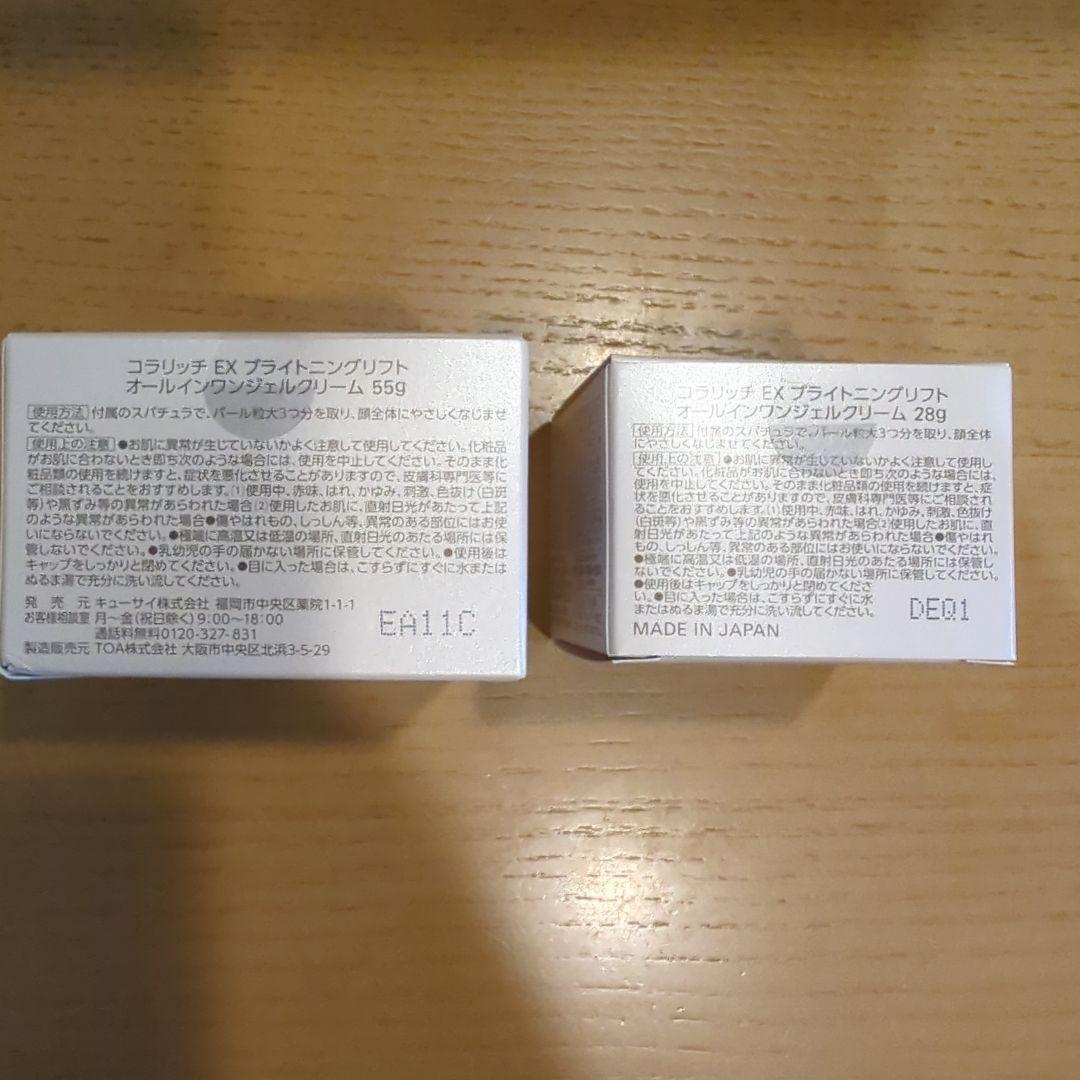 コラリッチ EX ブライトニングリフト
オールインワンジェルクリーム 55g
使用方法 付属のスパチュラで、パール粒大3つ分を取り、顔全体にやさしくなじませ
てください。
使用上の注意 ●お肌に異常が生じていないかよく注意して使用してください。化粧品
がお肌に合わないとき即ち次のような場合には、使用を中止してください。そのまま化
粧品類の使用を続けますと、症状を悪化させることがありますので、皮膚科専門医等に
ご相談されることをおすすめします。(1)使用中、赤味、はれ、かゆみ、刺激、色抜け(白斑
等)や黒ずみ等の異常があらわれた場合(2)使用したお肌に、直射日光があたって上記
のような異常があらわれた場合●傷やはれもの、しっしん等、異常のある部位にはお使
いにならないでください。●極端に高温又は低温の場所、直射日光のあたる場所には保
管しないでください。●乳幼児の手の届かない場所に保管してください。●使用後は
キャップをしっかりと閉めてください。●目に入った場合は、こすらずにすぐに水または
ぬるま湯で充分に洗い流してください。
発売元 キューサイ株式会社 福岡市中央区薬院1-1-1
お客様相談室 月〜金(祝日除く) 9:00〜18:00
通話料無料0120-327-831
製造販売元 TOA株式会社 大阪市中央区北浜3-5-29
EA11C
コラリッチ EX ブライトニングリフト
オールインワンジェルクリーム 28g
使用方法 付属のスパチュラで、パール粒大3つ分を取り、顔全体
にやさしくなじませてください。
使用上の注意 ●お肌に異常が生じていないかよく注意して使用し
てください。化粧品がお肌に合わないとき即ち次のような場合には、
使用を中止してください。そのまま化粧品類の使用を続けますと、症
状を悪化させることがありますので、皮膚科専門医等にご相談され
ることをおすすめします。(1)使用中、赤味、はれ、かゆみ、刺激、色抜け
(白斑等)や黒ずみ等の異常があらわれた場合(2)使用したお肌に、直
射日光があたって上記のような異常があらわれた場合●傷やはれ
もの、しっしん等、異常のある部位にはお使いにならないでください。
●極端に高温又は低温の場所、直射日光のあたる場所には保管し
ないでください。●乳幼児の手の届かない場所に保管してください。
●使用後はキャップをしっかりと閉めてくださ
い。●目に入った場合は、こすらずにすぐに水
またはぬるま湯で充分に洗い流してください。
MADE IN JAPAN
DE01